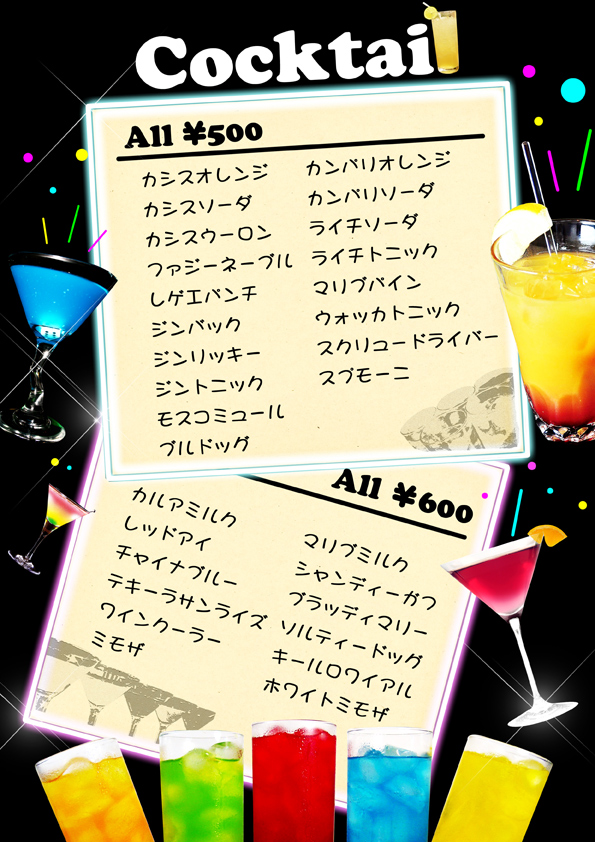 Cocktail
All ¥500
カシスオレンジ
カシスソーダ
カシスウーロン
ファジーネーブル
レゲエパンチ
ジンバック
ジンリッキー
ジントニック
モスコミュール
ブルドッグ
カンパリオレンジ
カンパリソーダ
ライチソーダ
ライチトニック
マリブパイン
ウォッカトニック
スクリュードライバー
スプモーニ
All ¥600
カルアミルク
レッドアイ
チャイナブルー
テキーラサンライズ
ワインクーラー
ミモザ
マリブミルク
シャンディーガフ
ブラッディマリー
ソルティードッグ
キールロワイアル
ホワイトミモザ